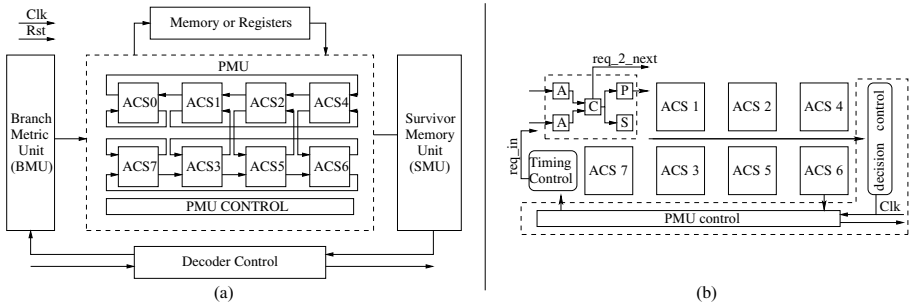 Clk
Rst
Memory or Registers
PMU
ACS0 ACS1 ACS2 ACS4
ACS7 ACS3 ACS5 ACS6
PMU CONTROL
Branch
Metric
Unit
(BMU)
Survivor
Memory
Unit
(SMU)
Decoder Control
(a)
req_2_next
A
A
C
P
S
ACS 1 ACS 2 ACS 4
req_in
Timing
Control
ACS 7 ACS 3 ACS 5 ACS 6
decision control
Clk
PMU control
(b)